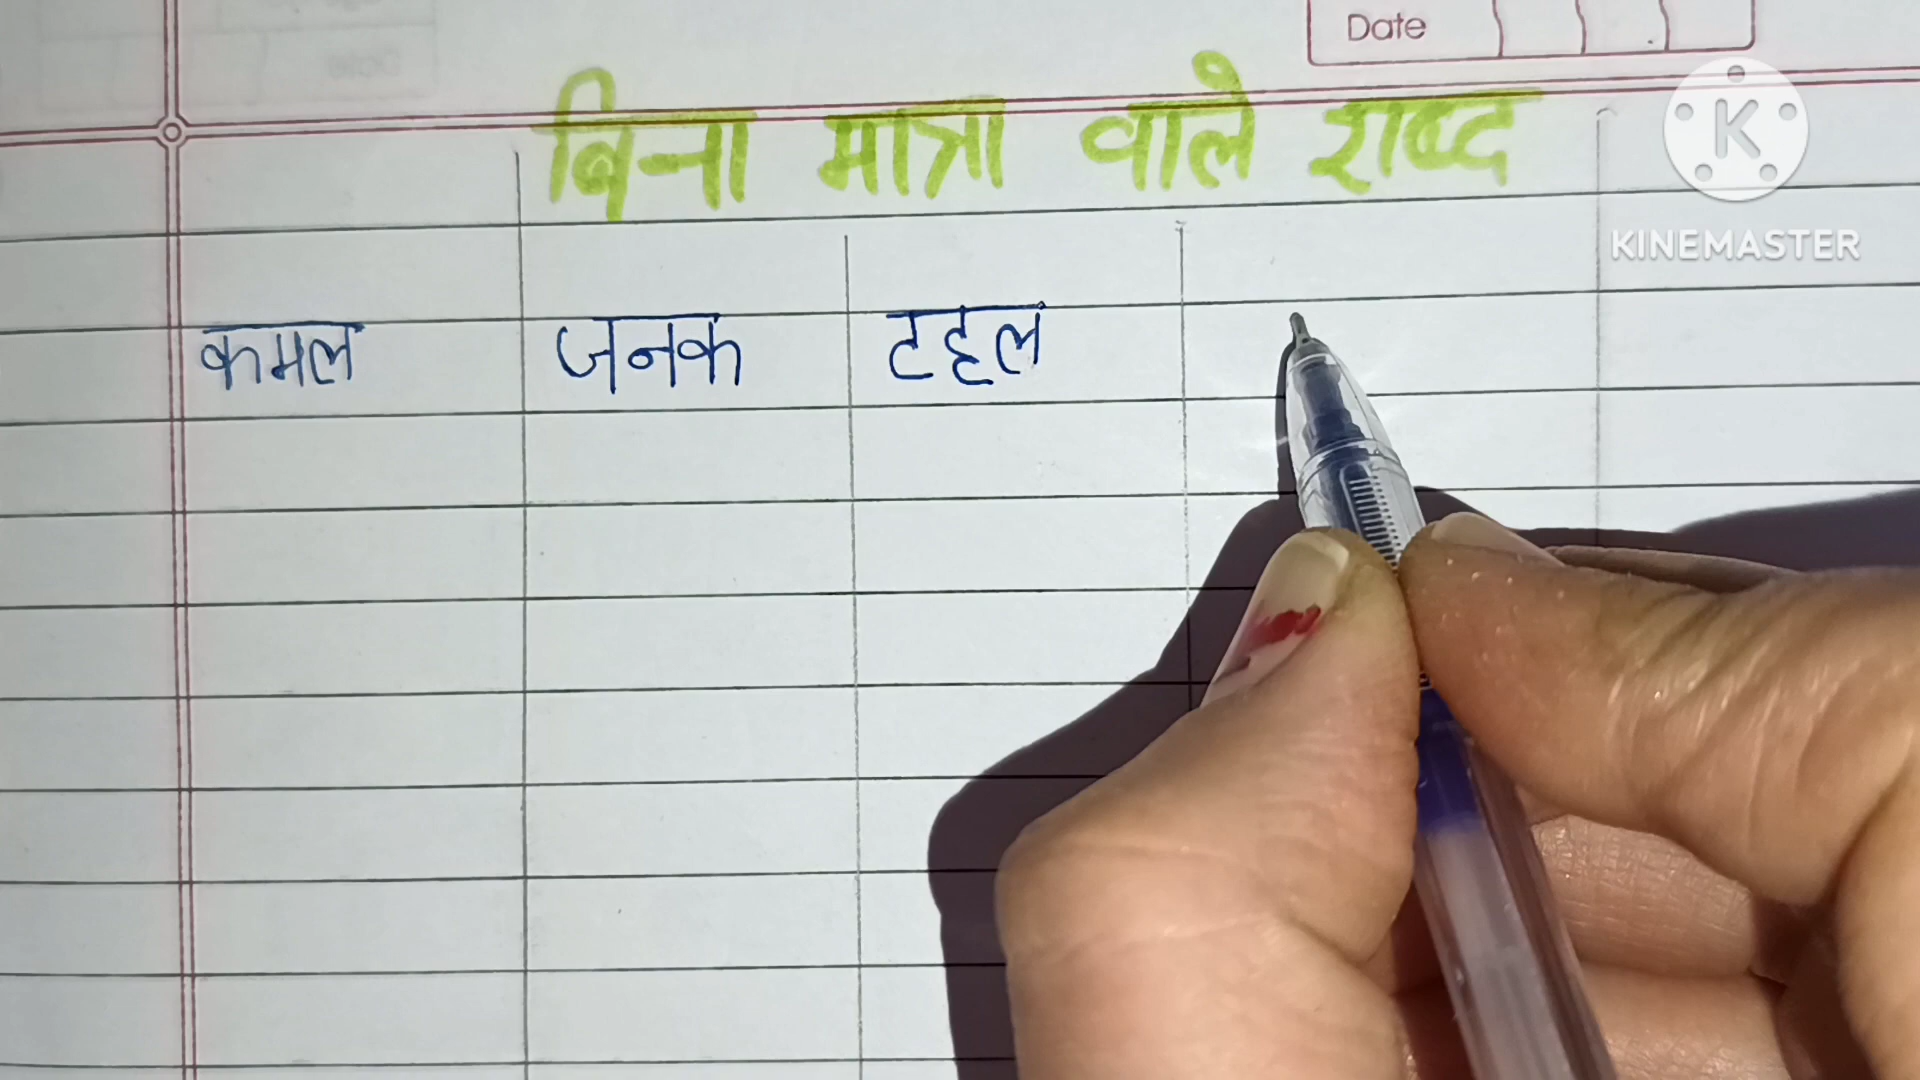 Date
बिना मात्रा वाले शब्द
KINEMASTER
कमल जनक टहल